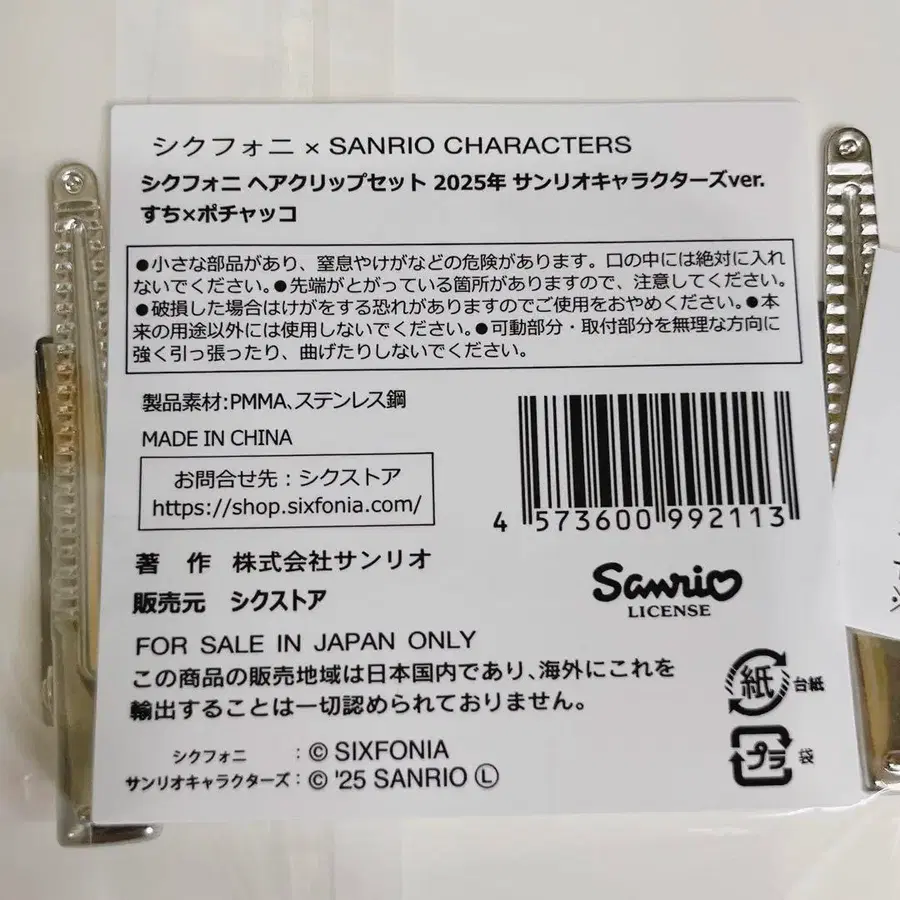 シクフォニ × SANRIO CHARACTERS
シクフォニ ヘアクリップセット 2025年 サンリオキャラクターズver.
すち×ポチャッコ
●小さな部品があり、窒息やけがなどの危険があります。口の中には絶対に入れ
ないでください。●先端がとがっている箇所がありますので、注意してください。
●破損した場合はけがをする恐れがありますのでご使用をおやめください。●本
来の用途以外には使用しないでください。●可動部分・取付部分を無理な方向に
強く引っ張ったり、曲げたりしないでください。
製品素材:PMMA、ステンレス鋼
MADE IN CHINA
お問合せ先：シクストア
https://shop.sixfonia.com/
4 573600 992113
著 作 株式会社サンリオ
販売元 シクストア
Sanrio
LICENSE
FOR SALE IN JAPAN ONLY
この商品の販売地域は日本国内であり、海外にこれを
輸出することは一切認められておりません。
紙 台紙
プラ 袋
シクフォニ : © SIXFONIA
サンリオキャラクターズ : © '25 SANRIO Ⓛ